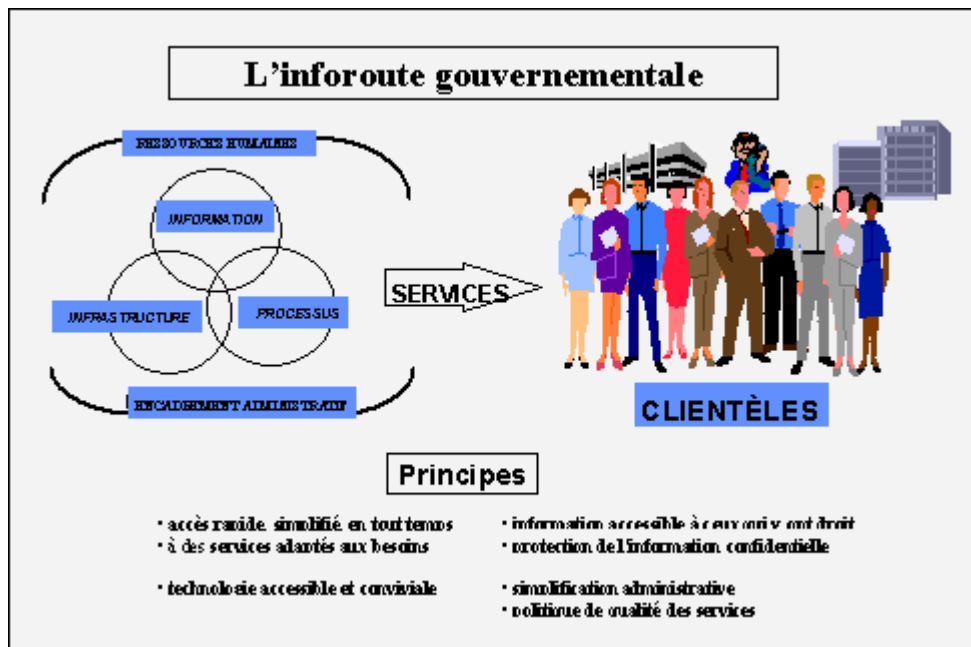 L'inforoute gouvernementale
RESSOURCES HUMAINES
INFORMATION
INFRASTRUCTURE
PROCESSUS
ENCADREMENT ADMINISTRATIF
SERVICES
CLIENTÈLES
Principes
• accès rapide, simplifié, en tout temps
• à des services adaptés aux besoins
• technologie accessible et conviviale
• information accessible à ceux qui y ont droit
• protection de l'information confidentielle
• simplification administrative
• politique de qualité des services